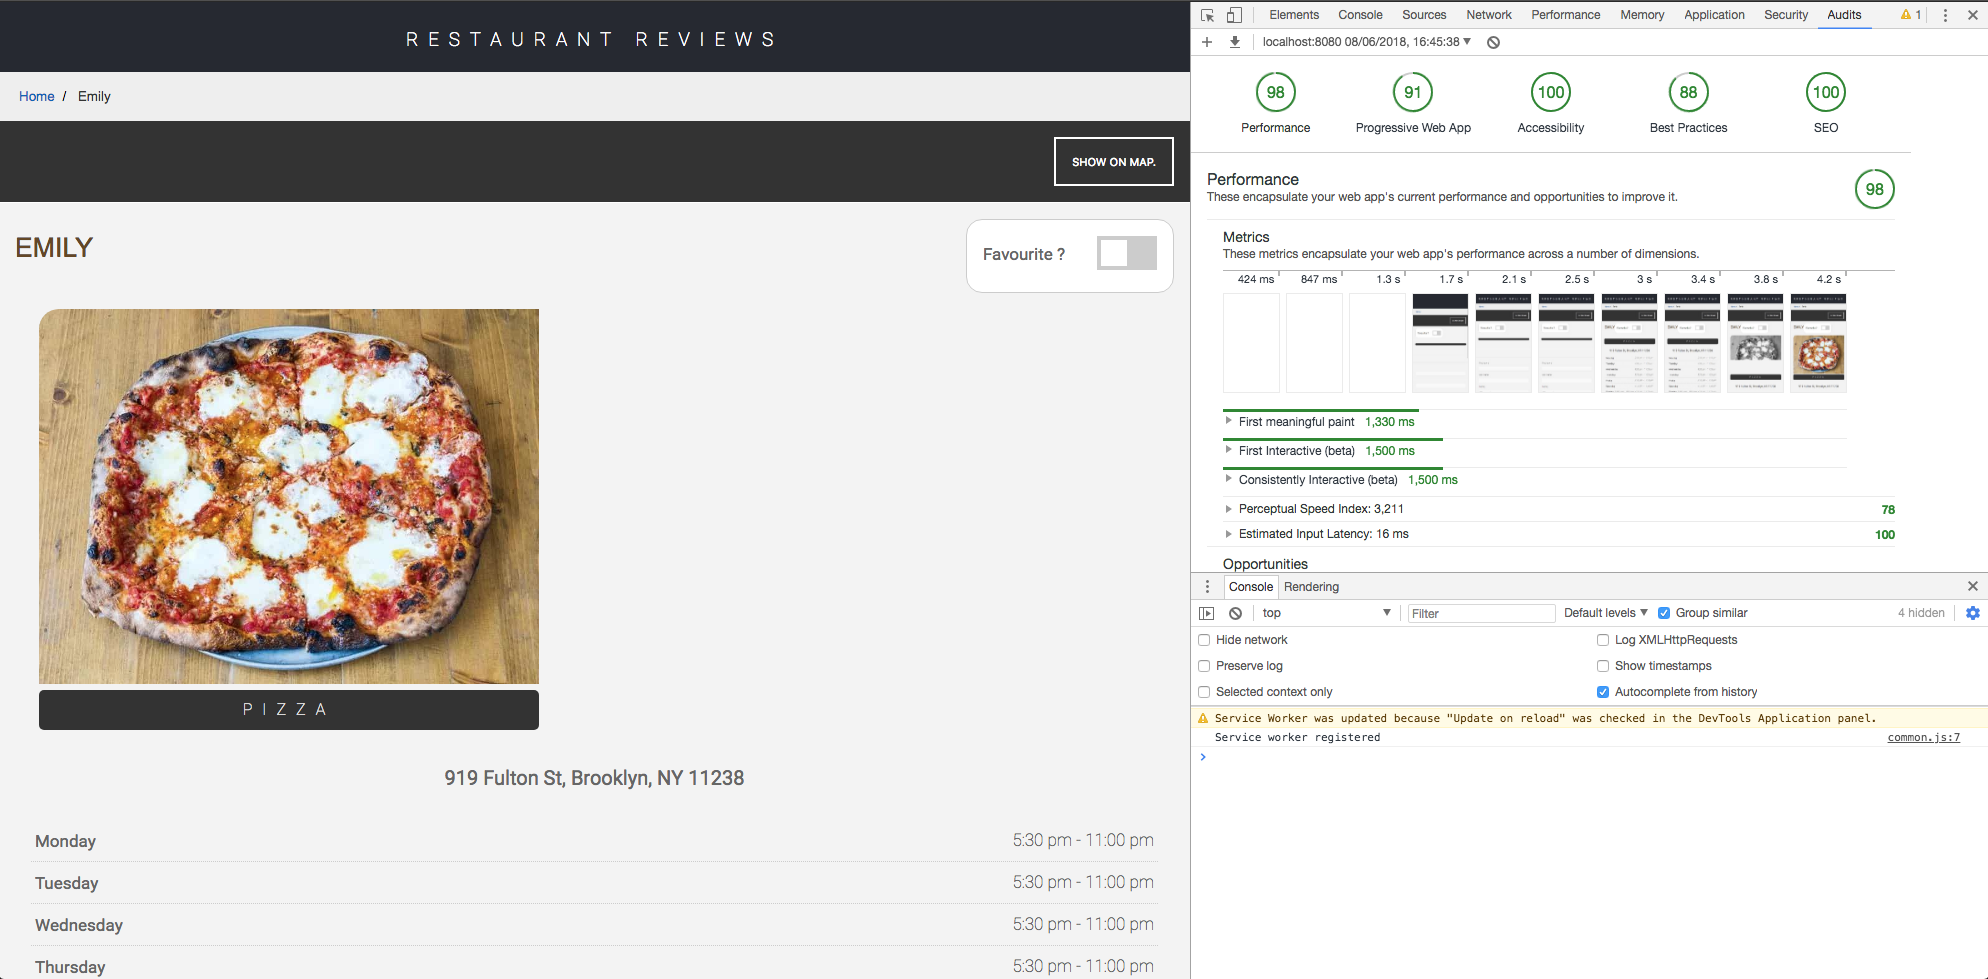 RESTAURANT REVIEWS
Home / Emily
SHOW ON MAP.
EMILY
Favourite ?
PIZZA
919 Fulton St, Brooklyn, NY 11238
Monday 5:30 pm - 11:00 pm
Tuesday 5:30 pm - 11:00 pm
Wednesday 5:30 pm - 11:00 pm
Thursday 5:30 pm - 11:00 pm
Elements Console Sources Network Performance Memory Application Security Audits 1
localhost:8080 08/06/2018, 16:45:38
98 91 100 88 100
Performance Progressive Web App Accessibility Best Practices SEO
Performance
These encapsulate your web app's current performance and opportunities to improve it.
98
Metrics
These metrics encapsulate your web app's performance across a number of dimensions.
424 ms 847 ms 1.3 s 1.7 s 2.1 s 2.5 s 3 s 3.4 s 3.8 s 4.2 s
First meaningful paint 1,330 ms
First Interactive (beta) 1,500 ms
Consistently Interactive (beta) 1,500 ms
Perceptual Speed Index: 3,211 78
Estimated Input Latency: 16 ms 100
Opportunities
Console Rendering
top Filter Default levels Group similar 4 hidden
Hide network Log XMLHttpRequests
Preserve log Show timestamps
Selected context only Autocomplete from history
Service Worker was updated because "Update on reload" was checked in the DevTools Application panel.
Service worker registered common.js:7